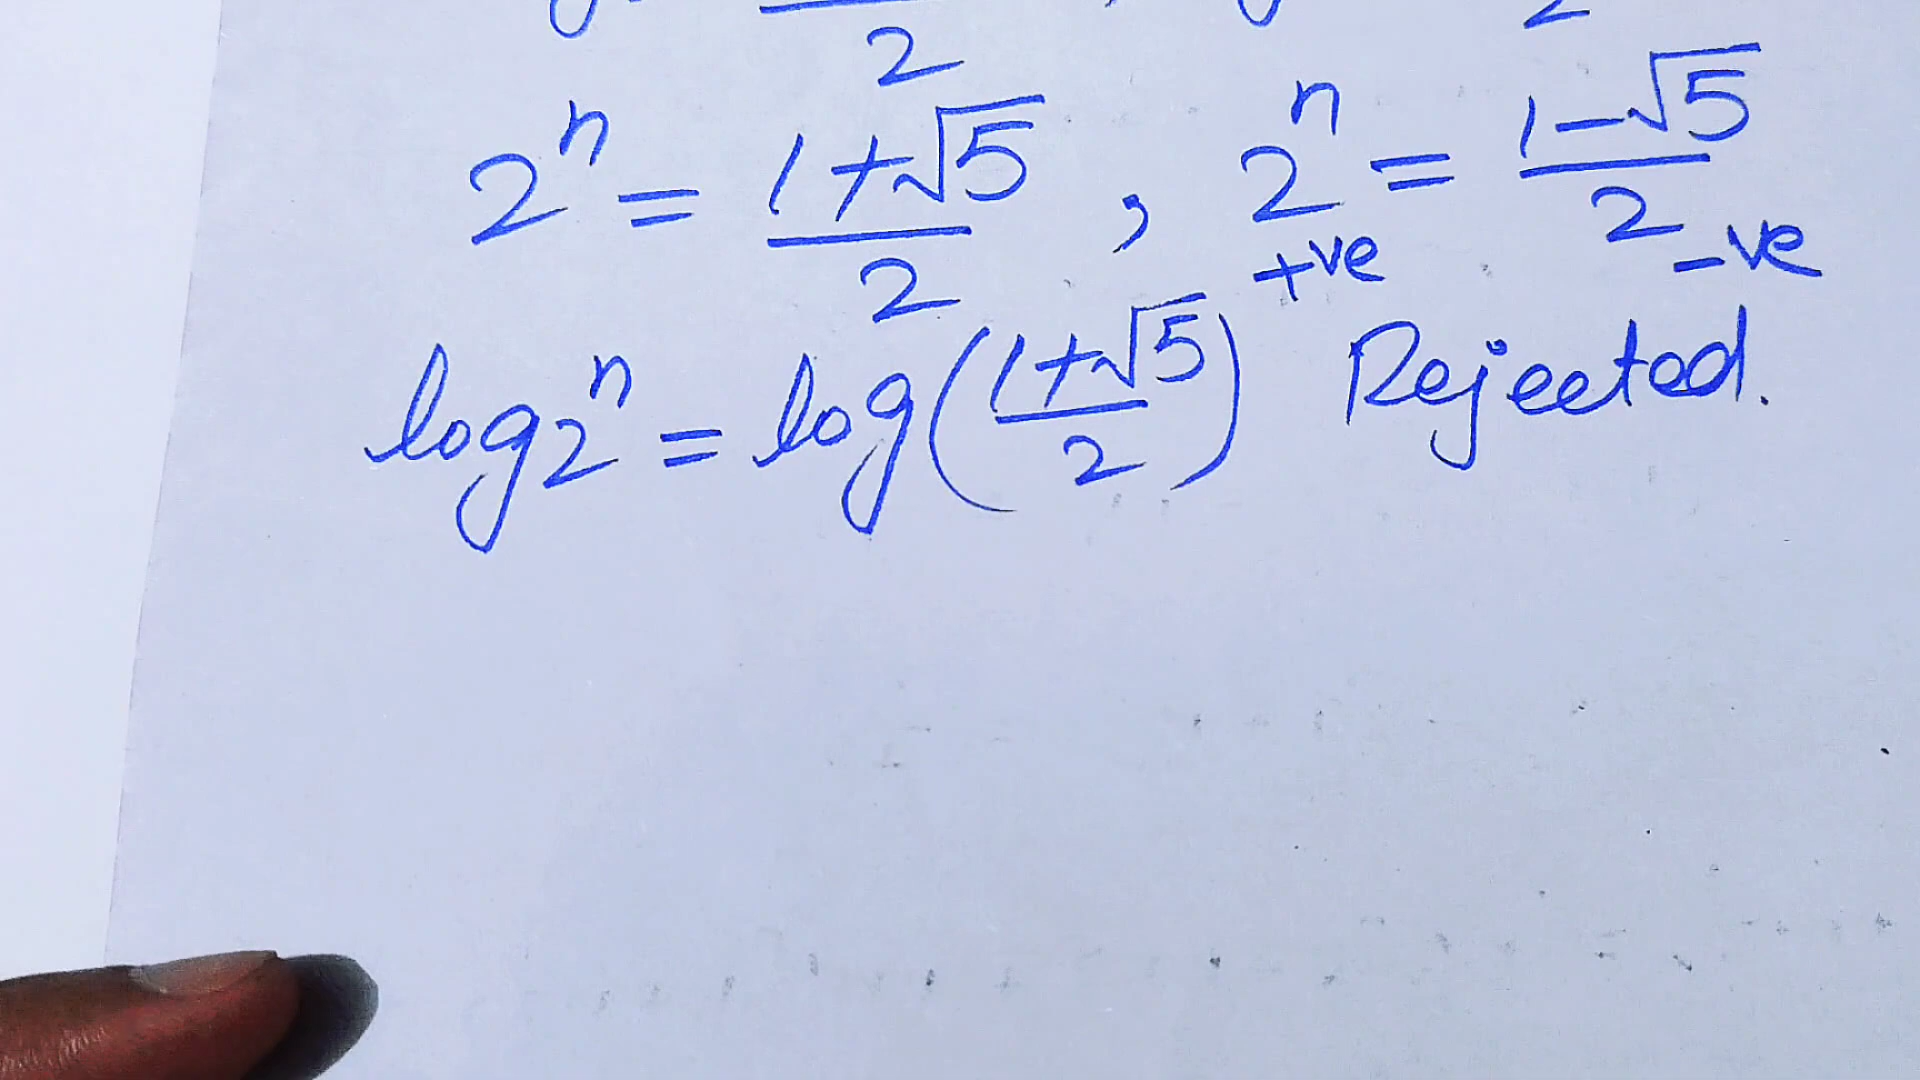 2
2^n = (1+√5)/2 , 2^n = (1-√5)/2
+ve -ve
log 2^n = log((1+√5)/2) Rejected.